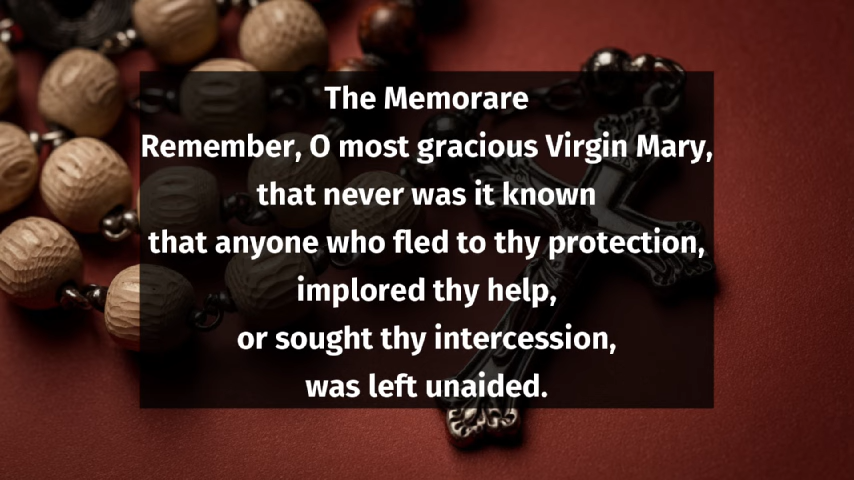 The Memorare
Remember, O most gracious Virgin Mary,
that never was it known
that anyone who fled to thy protection,
implored thy help,
or sought thy intercession,
was left unaided.